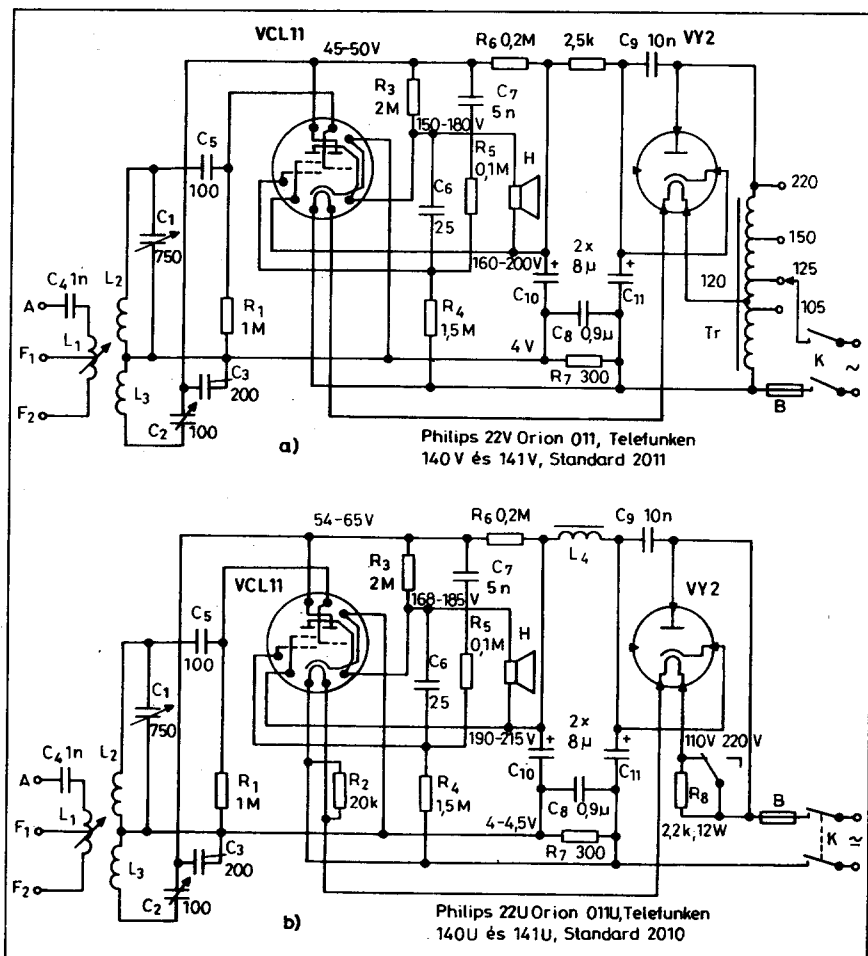 VCL11
45-50V
R6 0,2M
2,5k
C9 10n
VY2
R3
2M
C7
5n
150-180V
C5
100
R5
0,1M
H
C1
750
C6
25
220
150
125
105
120
Tr
C4 1n
L2
A
L1
F1
F2
L3
R1
1M
C3
200
C2
100
160-200V
2x
8µ
C10
C11
R4
1,5M
C8 0,9µ
4V
R7 300
K
~
B
a)
Philips 22V Orion 011, Telefunken
140V és 141V, Standard 2011
54-65V
VCL11
R6 0,2M
L4
C9 10n
VY2
R3
2M
C7
5n
168-185V
C5
100
R5
0,1M
H
C1
750
C6
25
C4 1n
L2
A
L1
F1
F2
L3
R1
1M
C3
200
C2
100
190-215V
2x
8µ
C10
C11
R2
20k
R4
1,5M
C8 0,9µ
4-4,5V
R7 300
110V 220V
R8
2,2k,12W
B
K
≃
b)
Philips 22U Orion 011U, Telefunken
140U és 141U, Standard 2010